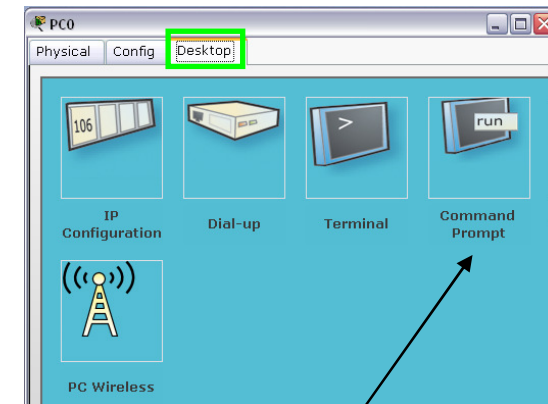 PC0
Physical Config Desktop
106
>
run
IP
Configuration
Dial-up
Terminal
Command
Prompt
PC Wireless